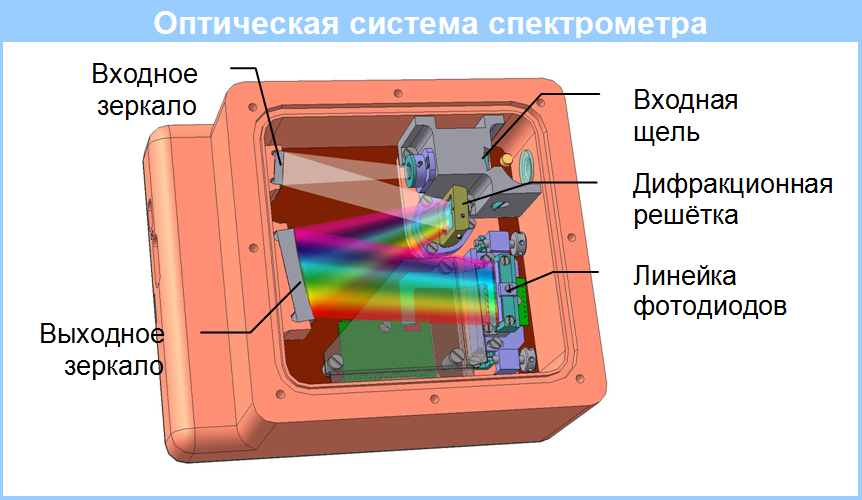 Оптическая система спектрометра
Входное
зеркало
Входная
щель
Дифракционная
решётка
Линейка
фотодиодов
Выходное
зеркало